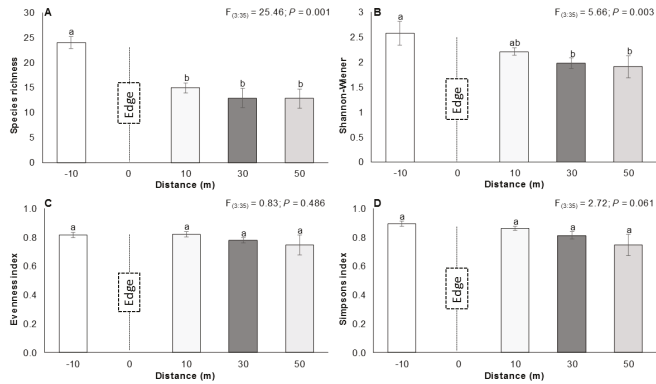 A
F(3:35) = 25.46; P = 0.001
Species richness
30
25
20
15
10
5
0
a
Edge
b
b
b
-10
0
10
30
50
Distance (m)
B
F(3:35) = 5.66; P = 0.003
Shannon-Wiener
3
2.5
2
1.5
1
0.5
0
a
Edge
ab
b
b
-10
0
10
30
50
Distance (m)
C
F(3:35) = 0.83; P = 0.486
Evenness index
1.0
0.8
0.6
0.4
0.2
0.0
a
Edge
a
a
a
-10
0
10
30
50
Distance (m)
D
F(3:35) = 2.72; P = 0.061
Simpsons index
1.0
0.8
0.6
0.4
0.2
0.0
a
Edge
a
a
a
-10
0
10
30
50
Distance (m)